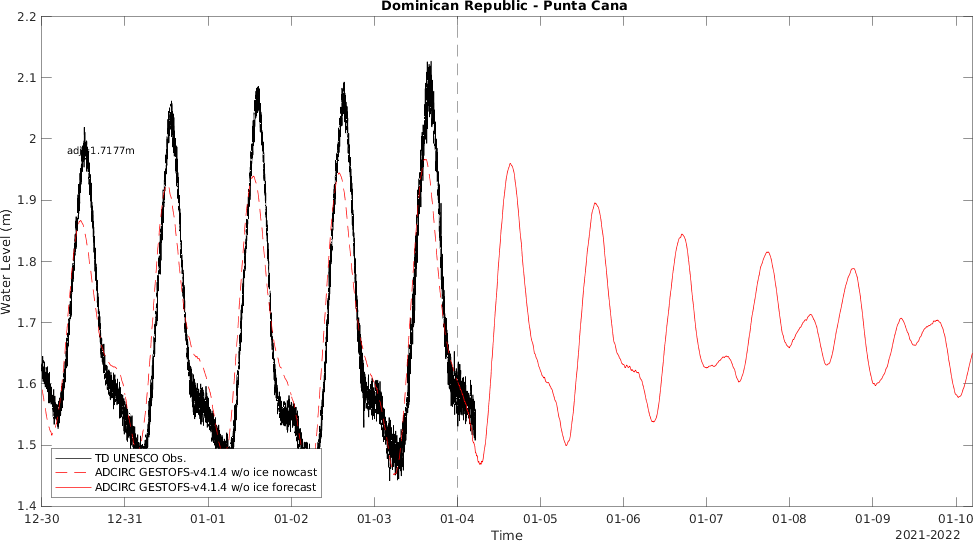 Dominican Republic - Punta Cana
2.2
2.1
2
1.9
1.8
1.7
1.6
1.5
1.4
Water Level (m)
1.7177m
TD UNESCO Obs.
ADCIRC GESTOFS-v4.1.4 w/o ice nowcast
ADCIRC GESTOFS-v4.1.4 w/o ice forecast
12-30 12-31 01-01 01-02 01-03 01-04 01-05 01-06 01-07 01-08 01-09 01-10
Time
2021-2022